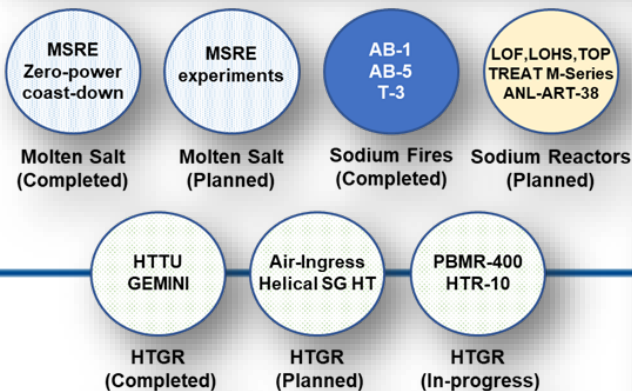 MSRE
Zero-power
coast-down
MSRE
experiments
AB-1
AB-5
T-3
LOF,LOHS,TOP
TREAT M-Series
ANL-ART-38
Molten Salt
(Completed)
Molten Salt
(Planned)
Sodium Fires
(Completed)
Sodium Reactors
(Planned)
HTTU
GEMINI
Air-Ingress
Helical SG HT
PBMR-400
HTR-10
HTGR
(Completed)
HTGR
(Planned)
HTGR
(In-progress)